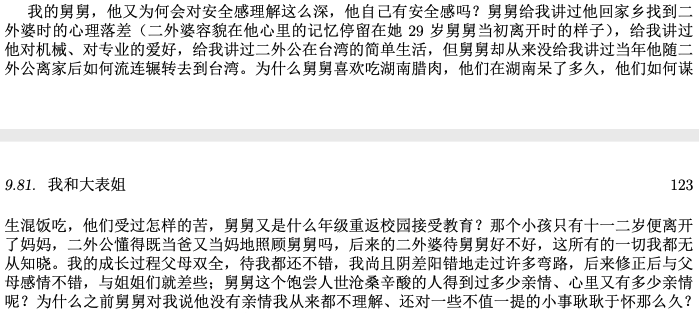 我的舅舅，他又为何会对安全感理解这么深，他自己有安全感吗？舅舅给我讲过他回家乡找到二
外婆时的心理落差（二外婆容貌在他心里的记忆停留在她 29 岁舅舅当初离开时的样子），给我讲过
他对机械、对专业的爱好，给我讲过二外公在台湾的简单生活，但舅舅却从来没给我讲过当年他随二
外公离家后如何流连辗转去到台湾。为什么舅舅喜欢吃湖南腊肉，他们在湖南呆了多久，他们如何谋
9.81. 我和大表姐 123
生混饭吃，他们受过怎样的苦，舅舅又是什么年级重返校园接受教育？那个小孩只有十一二岁便离开
了妈妈，二外公懂得既当爸又当妈地照顾舅舅吗，后来的二外婆待舅舅好不好，这所有的一切我都无
从知晓。我的成长过程父母双全，待我都还不错，我尚且阴差阳错地走过许多弯路，后来修正后与父
母感情不错，与姐姐们就差些；舅舅这个饱尝人世沧桑辛酸的人得到过多少亲情、心里又有多少亲情
呢？为什么之前舅舅对我说他没有亲情我从来都不理解、还对一些不值一提的小事耿耿于怀那么久？